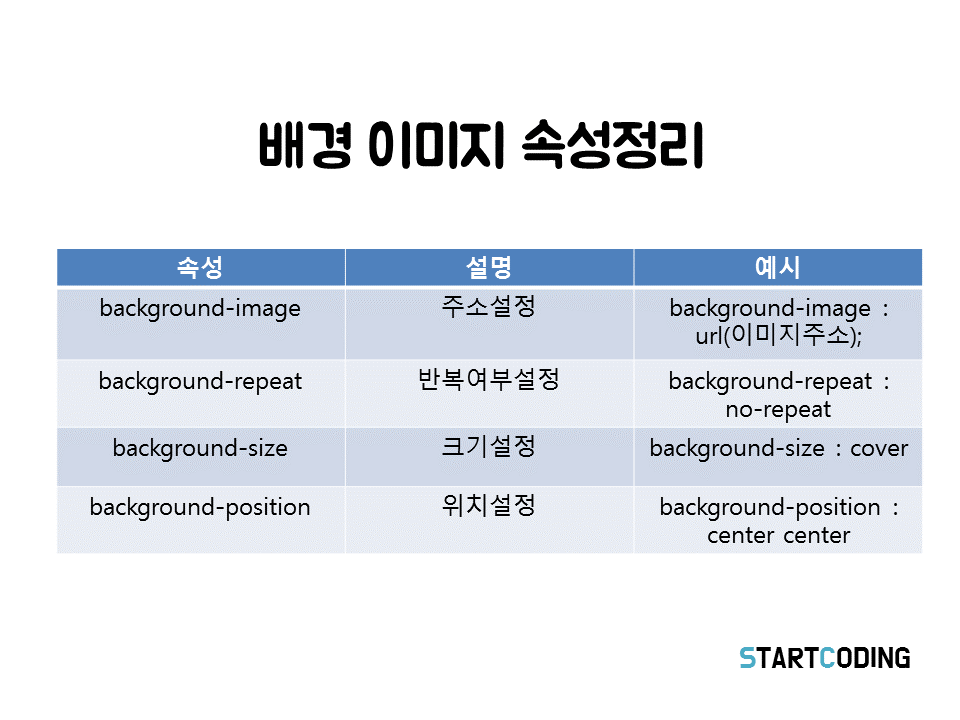 배경 이미지 속성정리
속성 설명 예시
background-image 주소설정 background-image :
url(이미지주소);
background-repeat 반복여부설정 background-repeat :
no-repeat
background-size 크기설정 background-size : cover
background-position 위치설정 background-position :
center center
STARTCODING